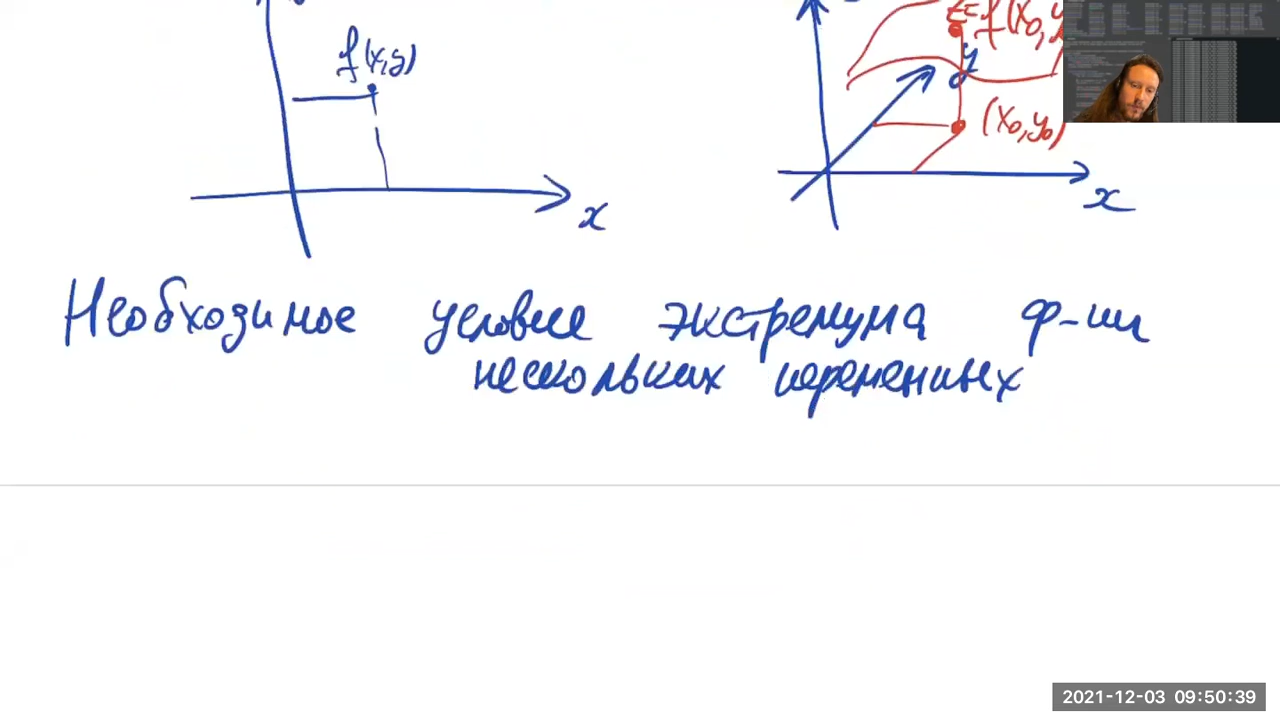 z=f(x₀,y
f(x,y)
y
(x₀,y₀)
x
x
Необходимое условие экстремума ф-ии
нескольких переменных
2021-12-03 09:50:39